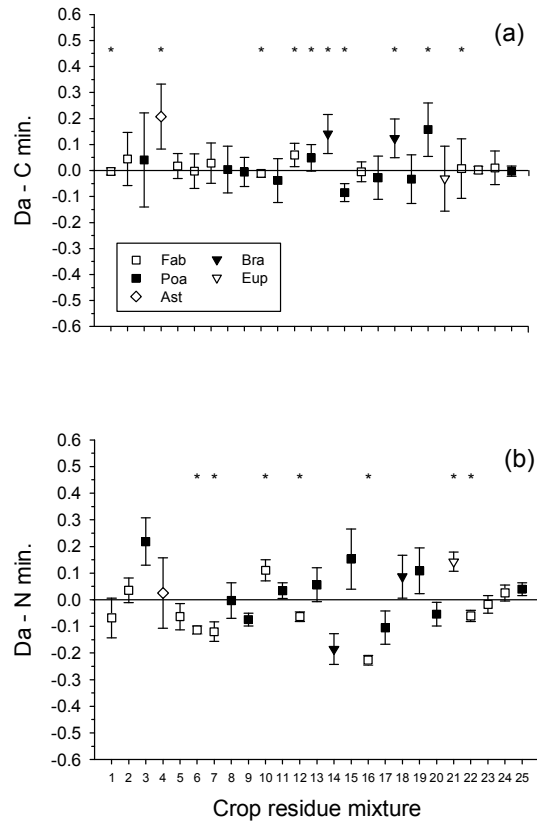 (a)
* * * * * * * * * * *
0.6
0.5
0.4
0.3
0.2
0.1
0.0
-0.1
-0.2
-0.3
-0.4
-0.5
-0.6
Da - C min.
Fab Bra
Poa Eup
Ast
(b)
* * * * * * *
0.6
0.5
0.4
0.3
0.2
0.1
0.0
-0.1
-0.2
-0.3
-0.4
-0.5
-0.6
Da - N min.
1 2 3 4 5 6 7 8 9 10 11 12 13 14 15 16 17 18 19 20 21 22 23 24 25
Crop residue mixture